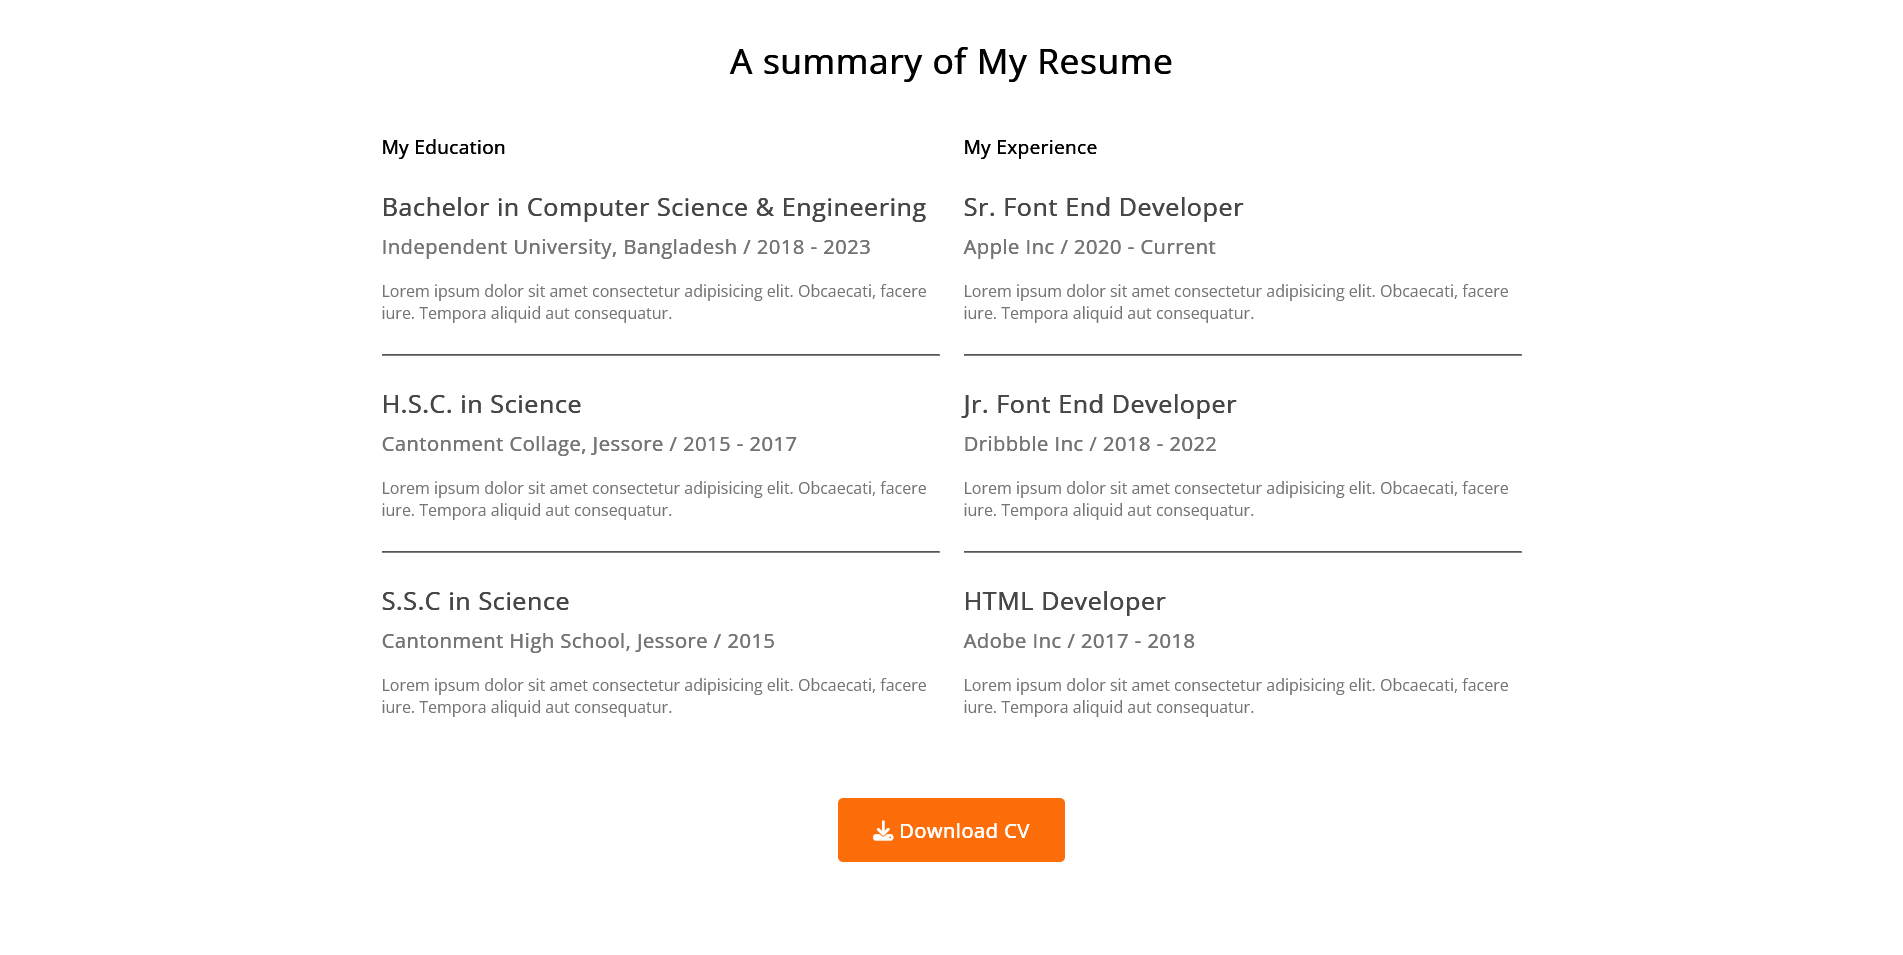 A summary of My Resume
My Education
Bachelor in Computer Science & Engineering
Independent University, Bangladesh / 2018 - 2023
Lorem ipsum dolor sit amet consectetur adipisicing elit. Obcaecati, facere
iure. Tempora aliquid aut consequatur.
H.S.C. in Science
Cantonment Collage, Jessore / 2015 - 2017
Lorem ipsum dolor sit amet consectetur adipisicing elit. Obcaecati, facere
iure. Tempora aliquid aut consequatur.
S.S.C in Science
Cantonment High School, Jessore / 2015
Lorem ipsum dolor sit amet consectetur adipisicing elit. Obcaecati, facere
iure. Tempora aliquid aut consequatur.
My Experience
Sr. Font End Developer
Apple Inc / 2020 - Current
Lorem ipsum dolor sit amet consectetur adipisicing elit. Obcaecati, facere
iure. Tempora aliquid aut consequatur.
Jr. Font End Developer
Dribbble Inc / 2018 - 2022
Lorem ipsum dolor sit amet consectetur adipisicing elit. Obcaecati, facere
iure. Tempora aliquid aut consequatur.
HTML Developer
Adobe Inc / 2017 - 2018
Lorem ipsum dolor sit amet consectetur adipisicing elit. Obcaecati, facere
iure. Tempora aliquid aut consequatur.
Download CV